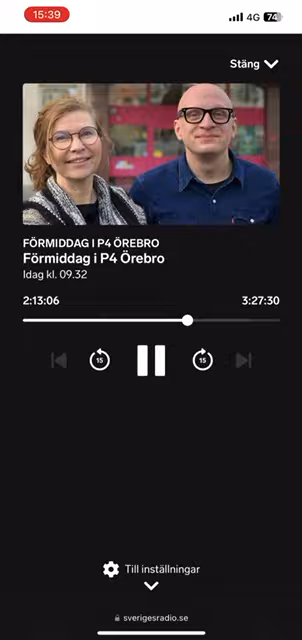 15:39
4G 74
Stäng
FÖRMIDDAG I P4 ÖREBRO
Förmiddag i P4 Örebro
Idag kl. 09.32
2:13:06 3:27:30
15 15
Till inställningar
sverigesradio.se